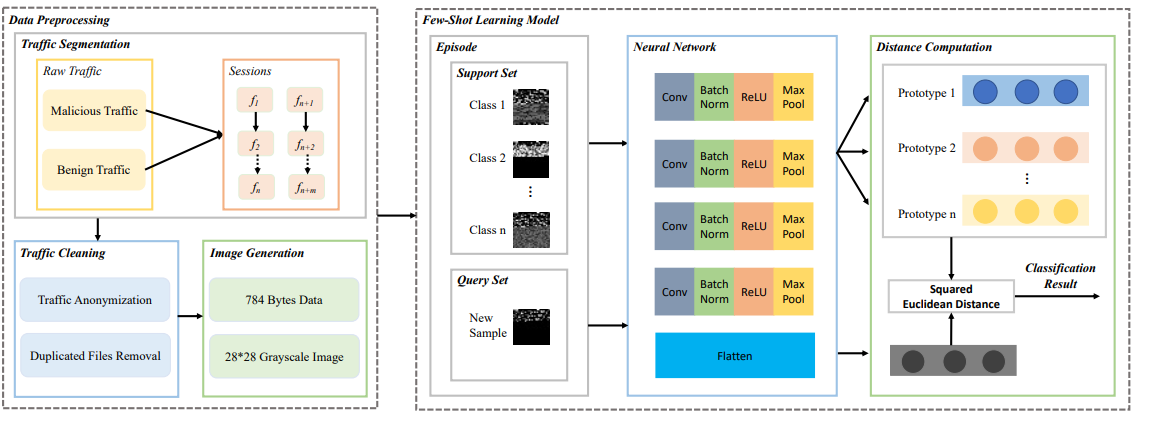 Data Preprocessing
Traffic Segmentation
Raw Traffic
Malicious Traffic
Benign Traffic
Sessions
f1
fn+1
f2
fn+2
fn
fn+m
Traffic Cleaning
Traffic Anonymization
Duplicated Files Removal
Image Generation
784 Bytes Data
28*28 Grayscale Image
Few-Shot Learning Model
Episode
Support Set
Class 1
Class 2
⋮
Class n
Query Set
New
Sample
Neural Network
Conv
Batch
Norm
ReLU
Max
Pool
Conv
Batch
Norm
ReLU
Max
Pool
Conv
Batch
Norm
ReLU
Max
Pool
Conv
Batch
Norm
ReLU
Max
Pool
Flatten
Distance Computation
Prototype 1
Prototype 2
⋮
Prototype n
Squared
Euclidean Distance
Classification
Result